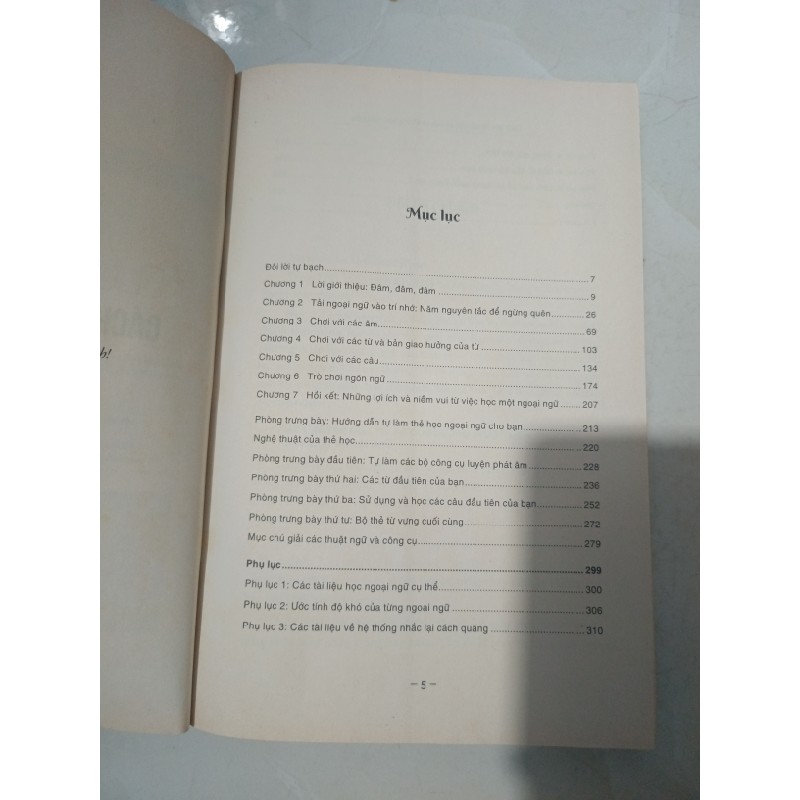 h!
Mục lục
Đôi lời tự bạch 7
Chương 1 Lời giới thiệu: Đâm, đâm, đâm 9
Chương 2 Tải ngoại ngữ vào trí nhớ: Năm nguyên tắc để ngừng quên 26
Chương 3 Chơi với các âm 69
Chương 4 Chơi với các từ và bản giao hưởng của từ 103
Chương 5 Chơi với các câu 134
Chương 6 Trò chơi ngôn ngữ 174
Chương 7 Hồi kết: Những lợi ích và niềm vui từ việc học một ngoại ngữ 207
Phòng trưng bày: Hướng dẫn tự làm thẻ học ngoại ngữ cho bạn 213
Nghệ thuật của thẻ học 220
Phòng trưng bày đầu tiên: Tự làm các bộ công cụ luyện phát âm 228
Phòng trưng bày thứ hai: Các từ đầu tiên của bạn 236
Phòng trưng bày thứ ba: Sử dụng và học các câu đầu tiên của bạn 252
Phòng trưng bày thứ tư: Bộ thẻ từ vựng cuối cùng 272
Mục chú giải các thuật ngữ và công cụ 279
Phụ lục 299
Phụ lục 1: Các tài liệu học ngoại ngữ cụ thể 300
Phụ lục 2: Ước tính độ khó của từng ngoại ngữ 306
Phụ lục 3: Các tài liệu về hệ thống nhắc lại cách quãng 310
– 5 –